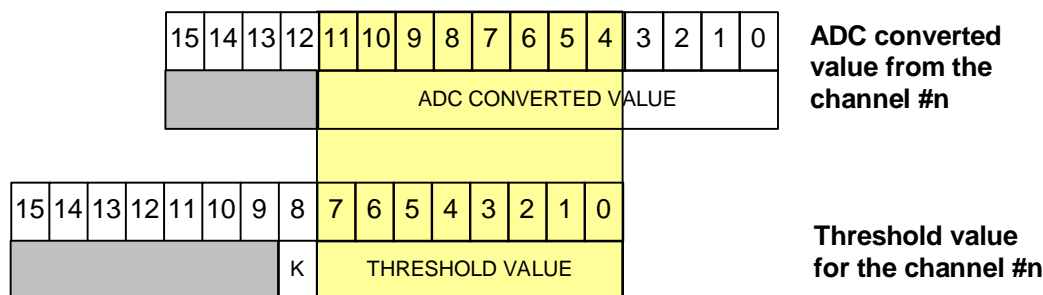 15 14 13 12 11 10 9 8 7 6 5 4 3 2 1 0
ADC CONVERTED VALUE
ADC converted
value from the
channel #n
15 14 13 12 11 10 9 8 7 6 5 4 3 2 1 0
K THRESHOLD VALUE
Threshold value
for the channel #n